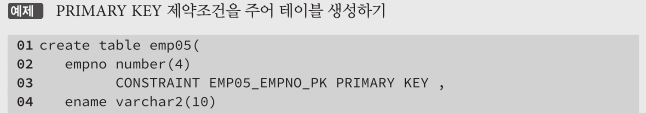 예제 PRIMARY KEY 제약조건을 주어 테이블 생성하기
01 create table emp05(
02 empno number(4)
03 CONSTRAINT EMP05_EMPNO_PK PRIMARY KEY ,
04 ename varchar2(10)